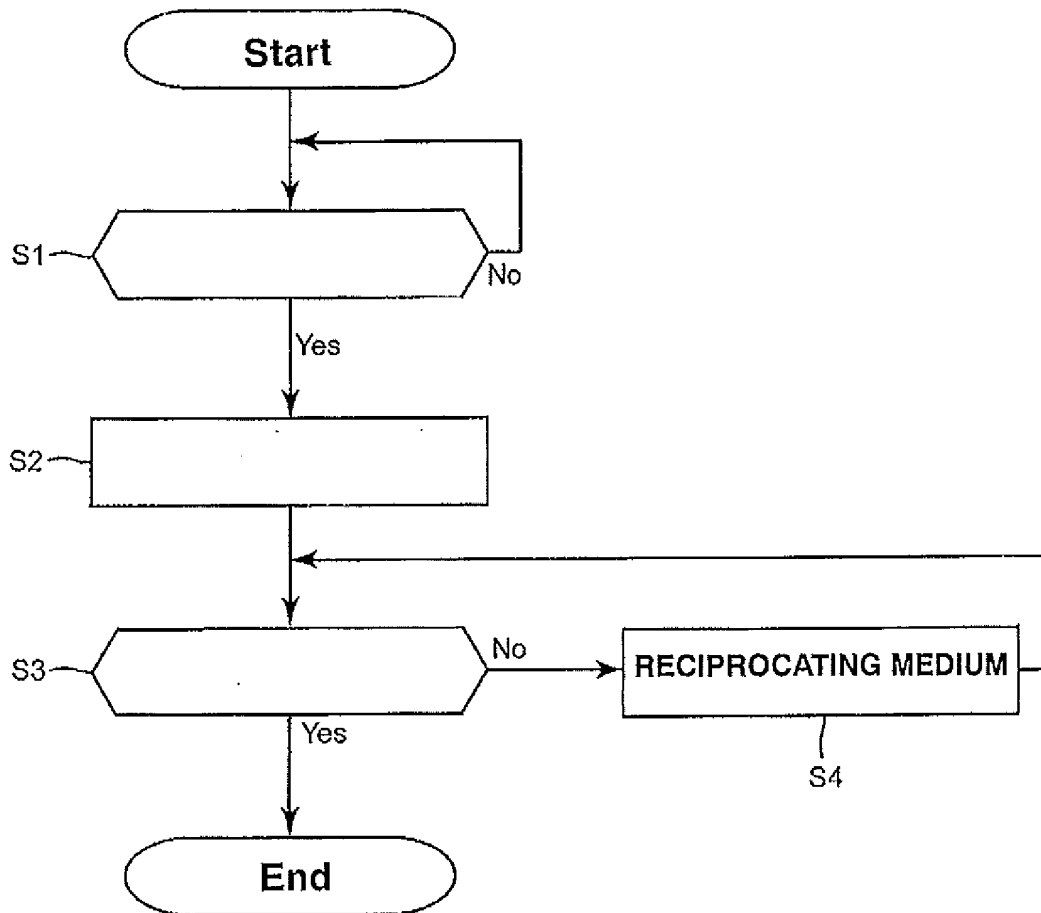 Start
S1
No
Yes
S2
S3
No
RECIPROCATING MEDIUM
Yes
S4
End